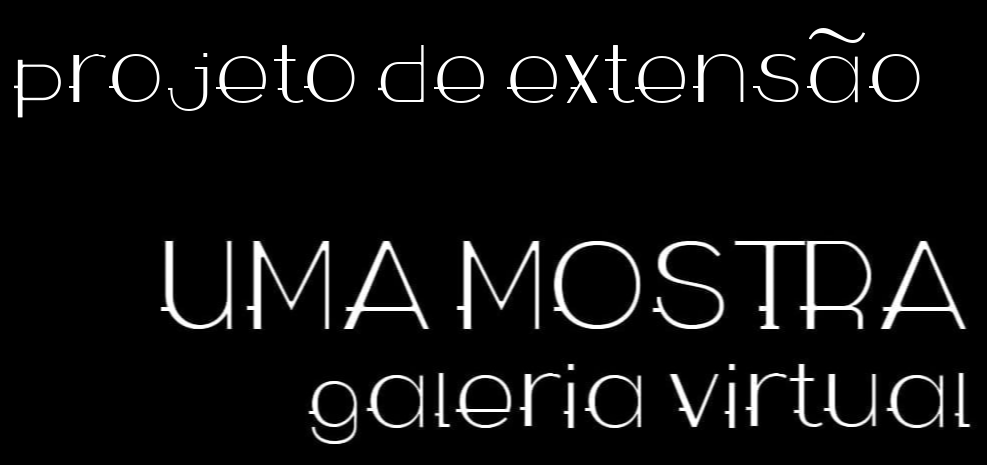 projeto de extensão
UMA MOSTRA
galeria virtual